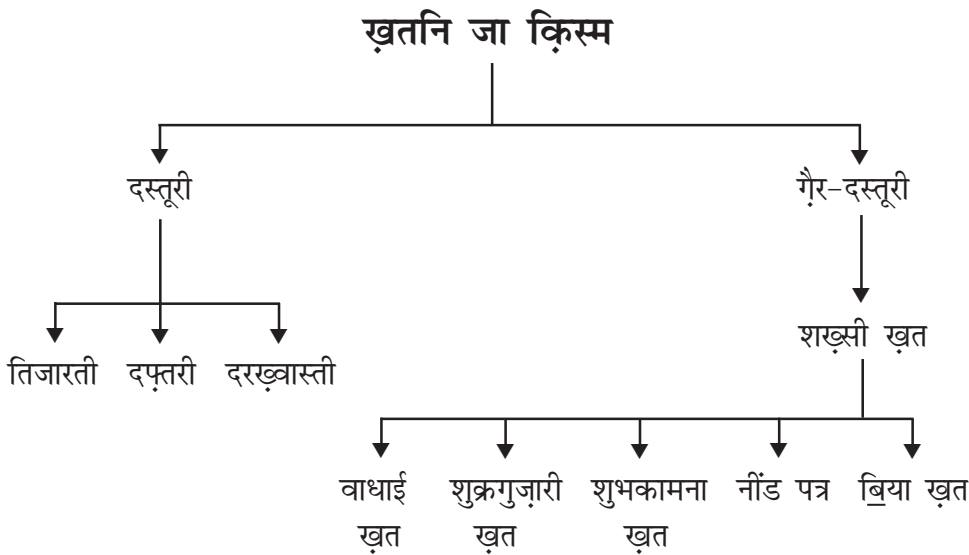 ख़तनि जा क़िस्म
दस्तूरी
ग़ैर-दस्तूरी
शख़्सी ख़त
तिजारती दफ़्तरी दरख़्वास्ती
वाधाई शुक्रगुज़ारी शुभकामना नींड पत्र ॿिया ख़त
ख़त ख़त ख़त